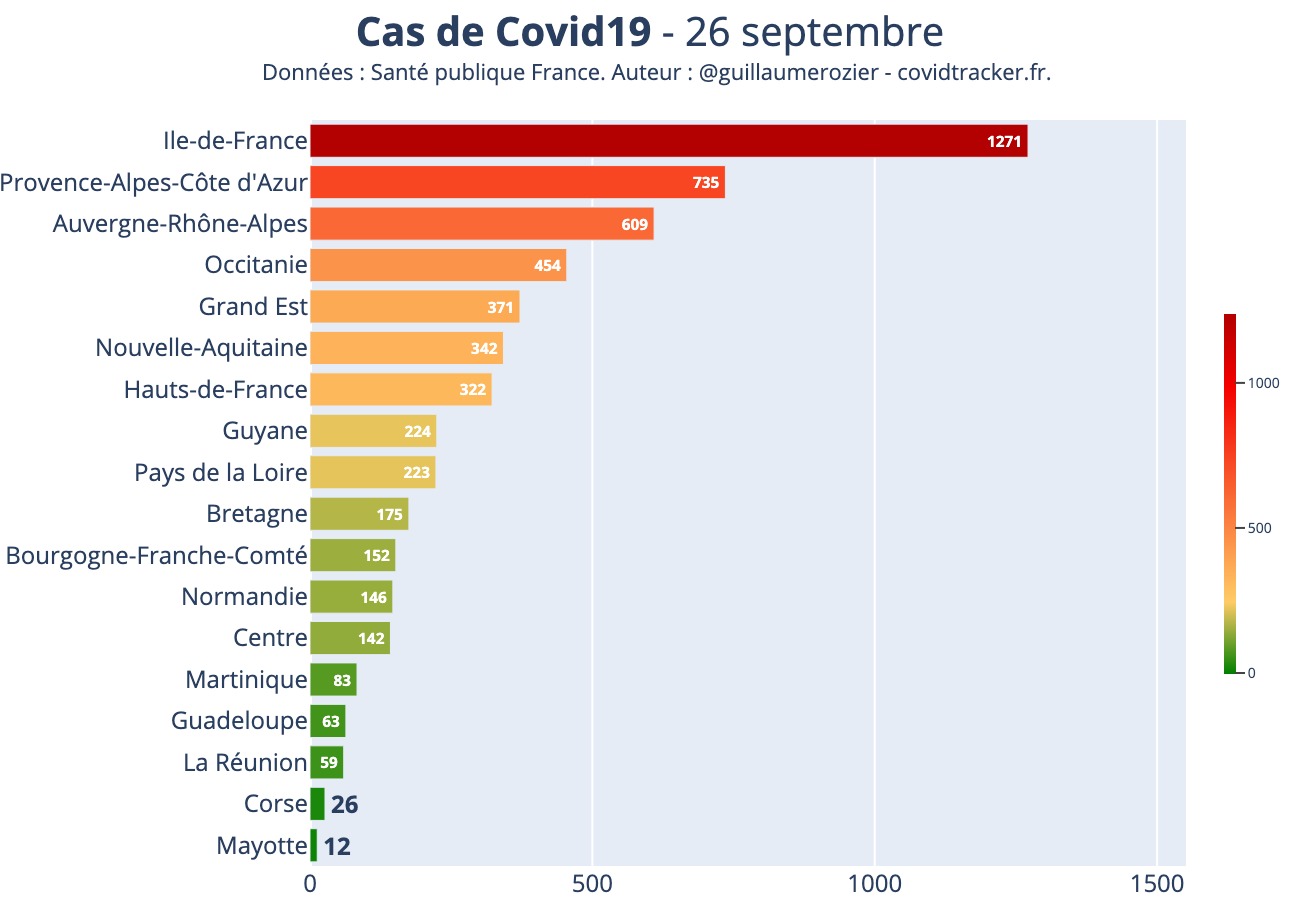 Cas de Covid19 - 26 septembre
Données : Santé publique France. Auteur : @guillaumerozier - covidtracker.fr.
Ile-de-France 1271
Provence-Alpes-Côte d'Azur 735
Auvergne-Rhône-Alpes 609
Occitanie 454
Grand Est 371
Nouvelle-Aquitaine 342
Hauts-de-France 322
Guyane 224
Pays de la Loire 223
Bretagne 175
Bourgogne-Franche-Comté 152
Normandie 146
Centre 142
Martinique 83
Guadeloupe 63
La Réunion 59
Corse 26
Mayotte 12
0 500 1000 1500
1000
500
0